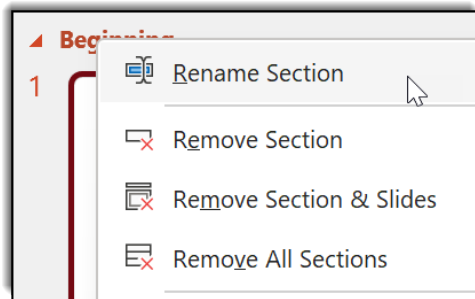 Beginning
1
Rename Section
Remove Section
Remove Section & Slides
Remove All Sections